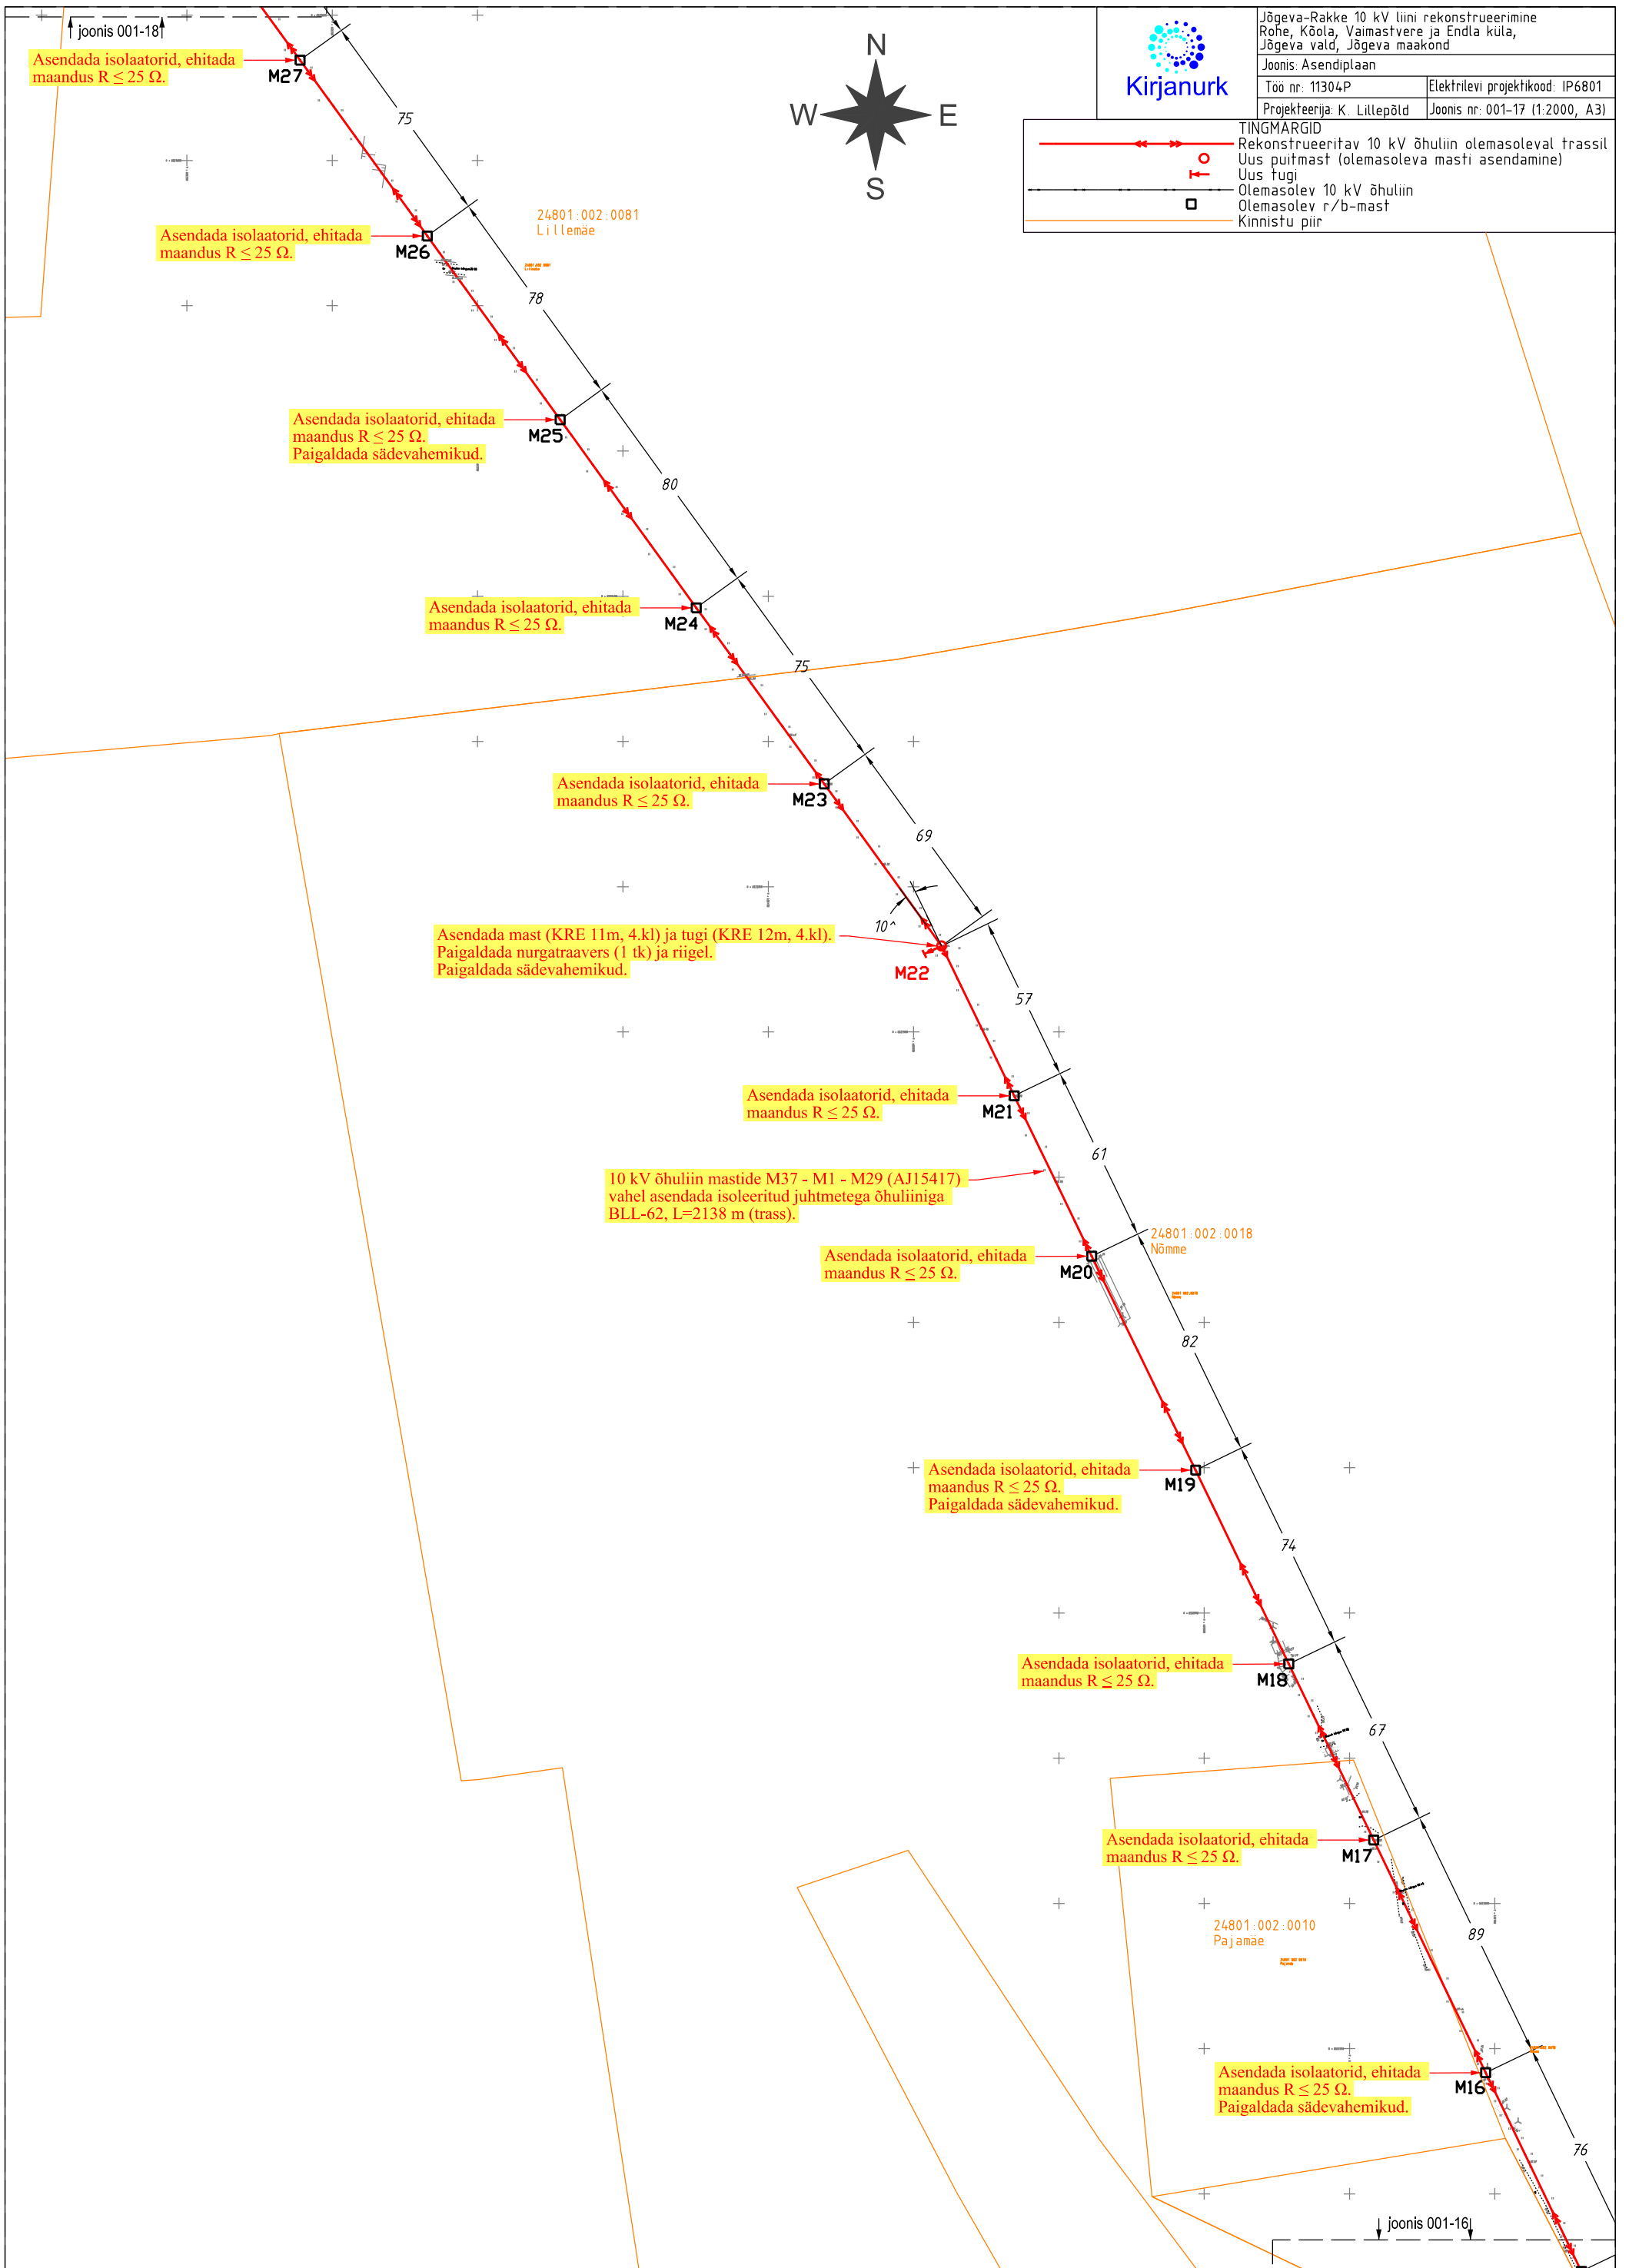 joonis 001-18
Asendada isolaatorid, ehitada
maandus R ≤ 25 Ω.
M27
N
W
E
S
Kirjanurk
Jõgeva-Rakke 10 kV liini rekonstrueerimine
Rohe, Kõola, Vaimastvere ja Endla küla,
Jõgeva vald, Jõgeva maakond
Joonis: Asendiplaan
Töö nr: 11304P
Elektrilevi projektikood: IP6801
Projekteerija: K. Lillepõld
Joonis nr: 001-17 (1:2000, A3)
TINGMÄRGID
Rekonstrueeritav 10 kV õhuliin olemasoleval trassil
Uus puitmast (olemasoleva masti asendamine)
Uus tugi
Olemasolev 10 kV õhuliin
Olemasolev r/b-mast
Kinnistu piir
75
24801:002:0081
Lillemäe
Asendada isolaatorid, ehitada
maandus R ≤ 25 Ω.
M26
78
Asendada isolaatorid, ehitada
maandus R ≤ 25 Ω.
Paigaldada sädevahemikud.
M25
80
Asendada isolaatorid, ehitada
maandus R ≤ 25 Ω.
M24
75
Asendada isolaatorid, ehitada
maandus R ≤ 25 Ω.
M23
69
10^
Asendada mast (KRE 11m, 4.kl) ja tugi (KRE 12m, 4.kl).
Paigaldada nurgatraavers (1 tk) ja riigel.
Paigaldada sädevahemikud.
M22
57
Asendada isolaatorid, ehitada
maandus R ≤ 25 Ω.
M21
61
10 kV õhuliin mastide M37 - M1 - M29 (AJ15417)
vahel asendada isoleeritud juhtmetega õhuliiniga
BLL-62, L=2138 m (trass).
24801:002:0018
Nõmme
Asendada isolaatorid, ehitada
maandus R ≤ 25 Ω.
M20
82
Asendada isolaatorid, ehitada
maandus R ≤ 25 Ω.
Paigaldada sädevahemikud.
M19
74
Asendada isolaatorid, ehitada
maandus R ≤ 25 Ω.
M18
67
Asendada isolaatorid, ehitada
maandus R ≤ 25 Ω.
M17
24801:002:0010
Pajamäe
89
Asendada isolaatorid, ehitada
maandus R ≤ 25 Ω.
Paigaldada sädevahemikud.
M16
76
joonis 001-16